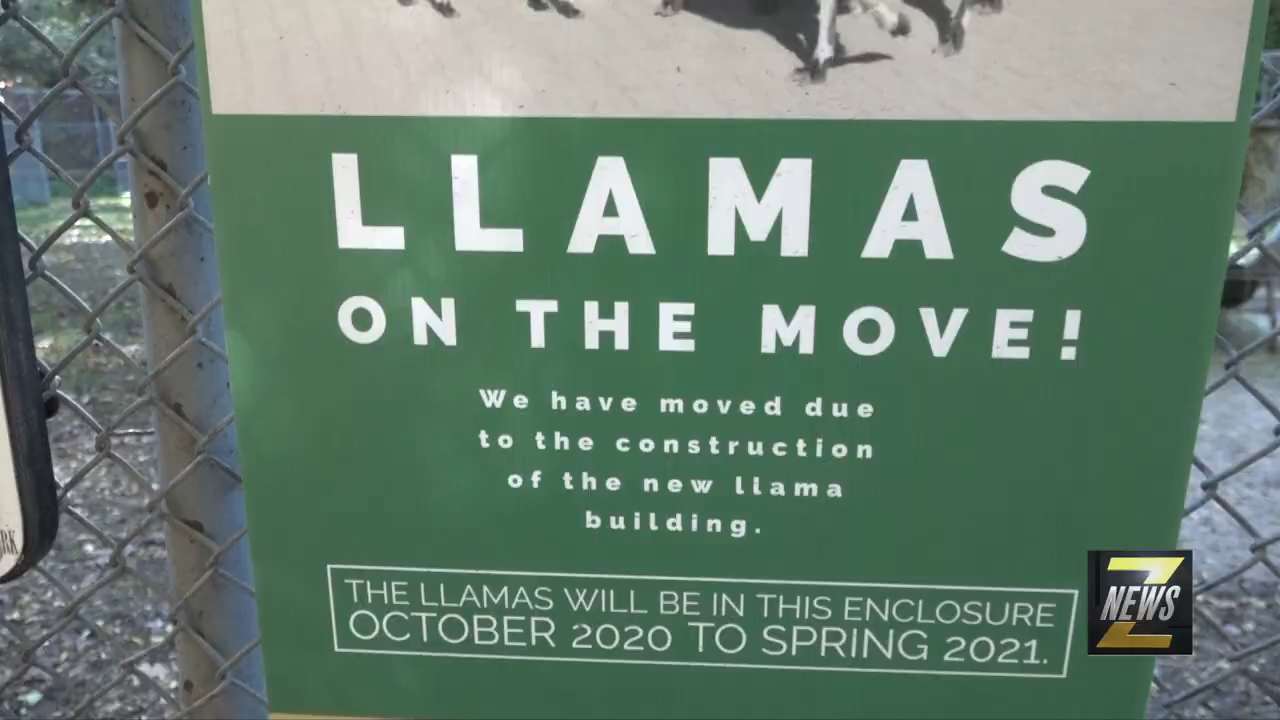 LLAMAS
ON THE MOVE!
We have moved due
to the construction
of the new llama
building.
THE LLAMAS WILL BE IN THIS ENCLOSURE
OCTOBER 2020 TO SPRING 2021.
Z NEWS
RK